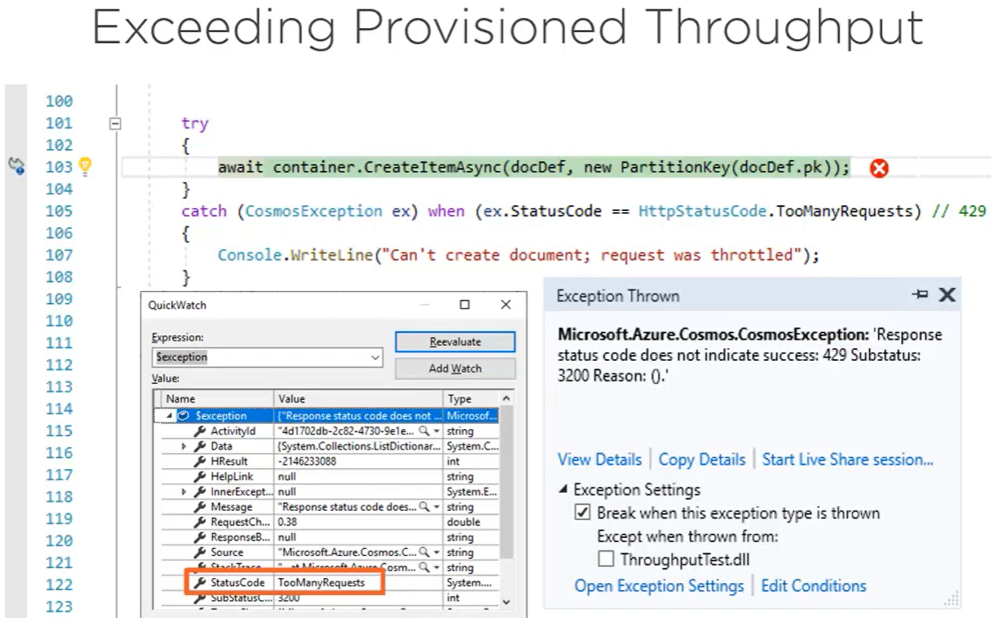 Exceeding Provisioned Throughput
100
101 try
102 {
103 await container.CreateItemAsync(docDef, new PartitionKey(docDef.pk));
104 }
105 catch (CosmosException ex) when (ex.StatusCode == HttpStatusCode.TooManyRequests) // 429
106 {
107 Console.WriteLine("Can't create document; request was throttled");
108 }
109
110
111
112
113
114
115
116
117
118
119
120
121
122
123
QuickWatch
Expression:
$exception
Reevaluate
Add Watch
Value:
Name Value Type
$exception {"Response status code does not ... Microsof...
ActivityId "4d1702db-2c82-4730-9e1e... string
Data {System.Collections.ListDictionar... System.C...
HResult -2146233088 int
HelpLink null string
InnerExcept... null System.E...
Message "Response status code does... string
RequestCh... 0.38 double
ResponseB... null string
Source "Microsoft.Azure.Cosmos.C... string
StackTrace " at Microsoft.Azure.Cosm... string
StatusCode TooManyRequests System....
SubStatusC... 3200 int
Exception Thrown
Microsoft.Azure.Cosmos.CosmosException: 'Response
status code does not indicate success: 429 Substatus:
3200 Reason: ().'
View Details | Copy Details | Start Live Share session...
Exception Settings
Break when this exception type is thrown
Except when thrown from:
ThroughputTest.dll
Open Exception Settings | Edit Conditions